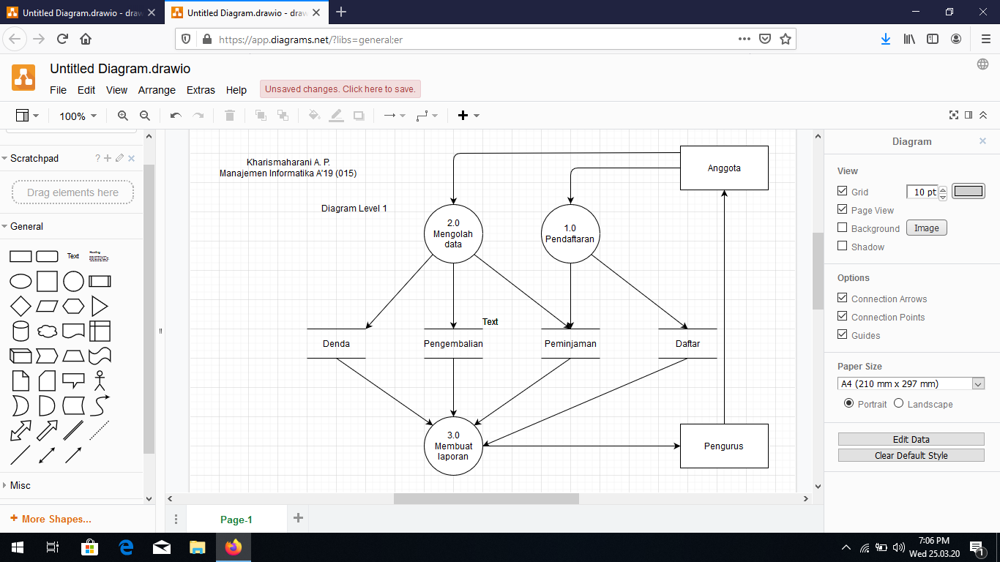 Untitled Diagram.drawio - draw
Untitled Diagram.drawio - draw
https://app.diagrams.net/?libs=general;er
Untitled Diagram.drawio
File Edit View Arrange Extras Help
Unsaved changes. Click here to save.
100%
Scratchpad
?
Drag elements here
General
Text
Heading
Misc
+ More Shapes...
Kharismaharani A. P.
Manajemen Informatika A'19 (015)
Diagram Level 1
Anggota
2.0
Mengolah
data
1.0
Pendaftaran
Text
Denda
Pengembalian
Peminjaman
Daftar
3.0
Membuat
laporan
Pengurus
Page-1
Diagram
View
Grid
10 pt
Page View
Background
Image
Shadow
Options
Connection Arrows
Connection Points
Guides
Paper Size
A4 (210 mm x 297 mm)
Portrait
Landscape
Edit Data
Clear Default Style
7:06 PM
Wed 25.03.20
1